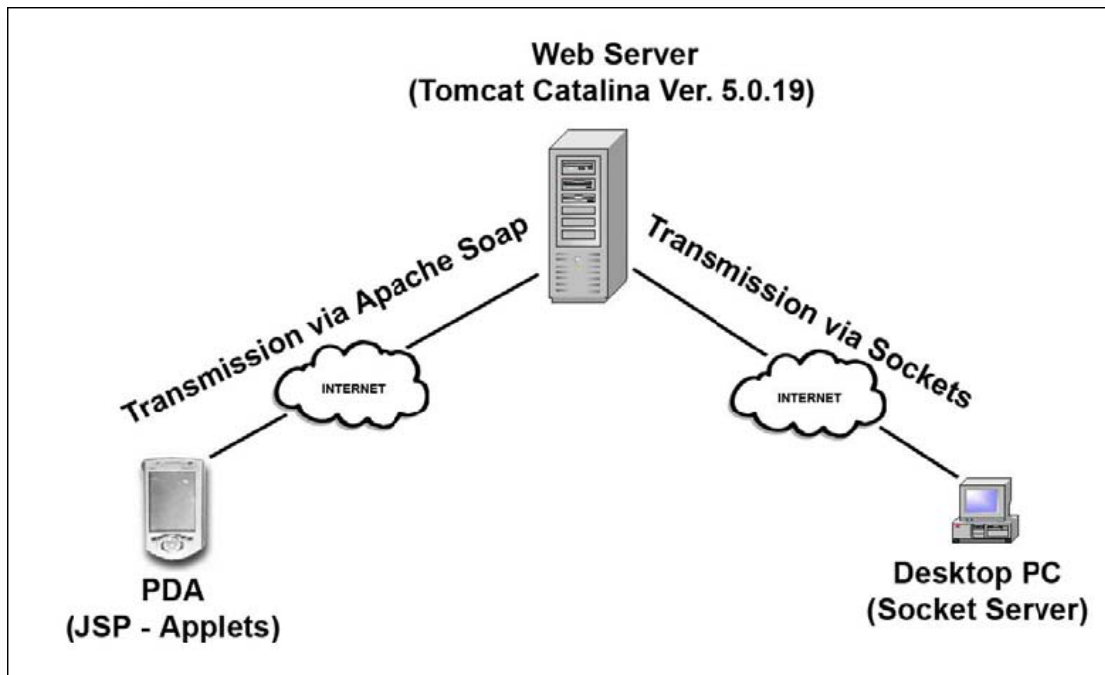 Web Server
(Tomcat Catalina Ver. 5.0.19)
Transmission via Apache Soap
Transmission via Sockets
INTERNET
INTERNET
PDA
(JSP - Applets)
Desktop PC
(Socket Server)